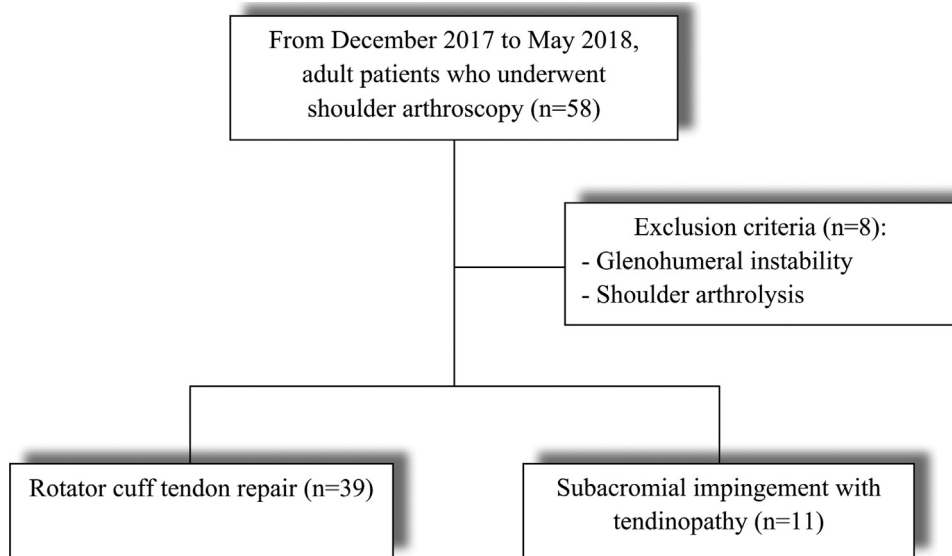 From December 2017 to May 2018,
adult patients who underwent
shoulder arthroscopy (n=58)
Exclusion criteria (n=8):
- Glenohumeral instability
- Shoulder arthrolysis
Rotator cuff tendon repair (n=39)
Subacromial impingement with
tendinopathy (n=11)